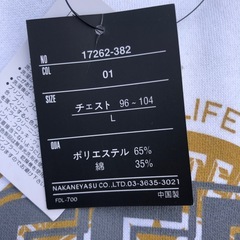 NO 17262-382
COL 01
SIZE チェスト 96~104
L
QUA ポリエステル 65%
綿 35%
NAKANEYASU CO.,LTD.03-3635-3021
中国製
FDL-700
LIFE